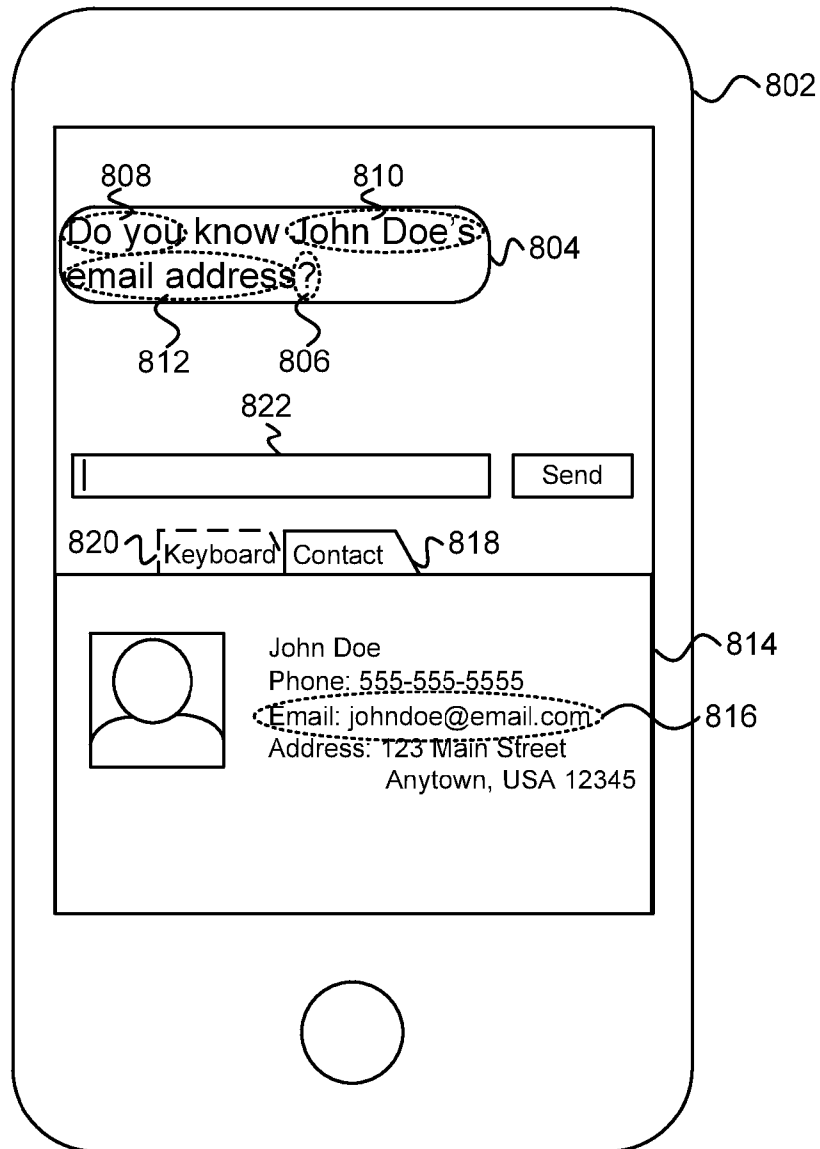 802
808 810
Do you know John Doe's
804
email address?
812 806
822
Send
820 Keyboard Contact 818
John Doe
814
Phone: 555-555-5555
Email: johndoe@email.com
816
Address: 123 Main Street
Anytown, USA 12345